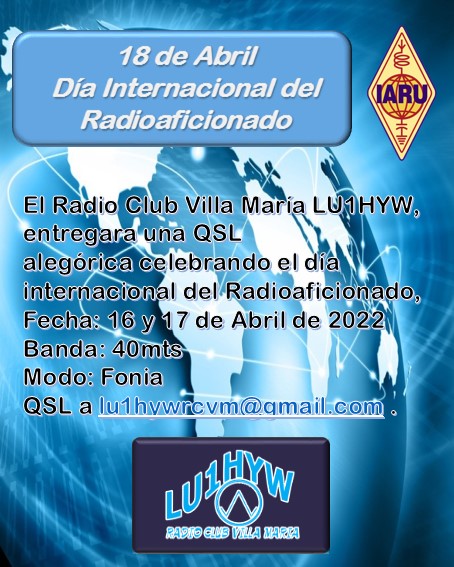 18 de Abril
Día Internacional del
Radioaficionado
IARU
El Radio Club Villa María LU1HYW,
entregara una QSL
alegórica celebrando el día
internacional del Radioaficionado,
Fecha: 16 y 17 de Abril de 2022
Banda: 40mts
Modo: Fonia
QSL a lu1hywrcvm@gmail.com .
LU1HYW
RADIO CLUB VILLA MARIA